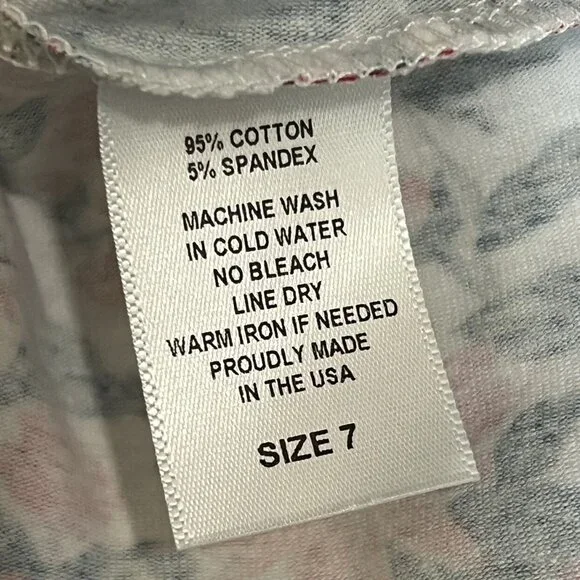 95% COTTON
5% SPANDEX
MACHINE WASH
IN COLD WATER
NO BLEACH
LINE DRY
WARM IRON IF NEEDED
PROUDLY MADE
IN THE USA
SIZE 7